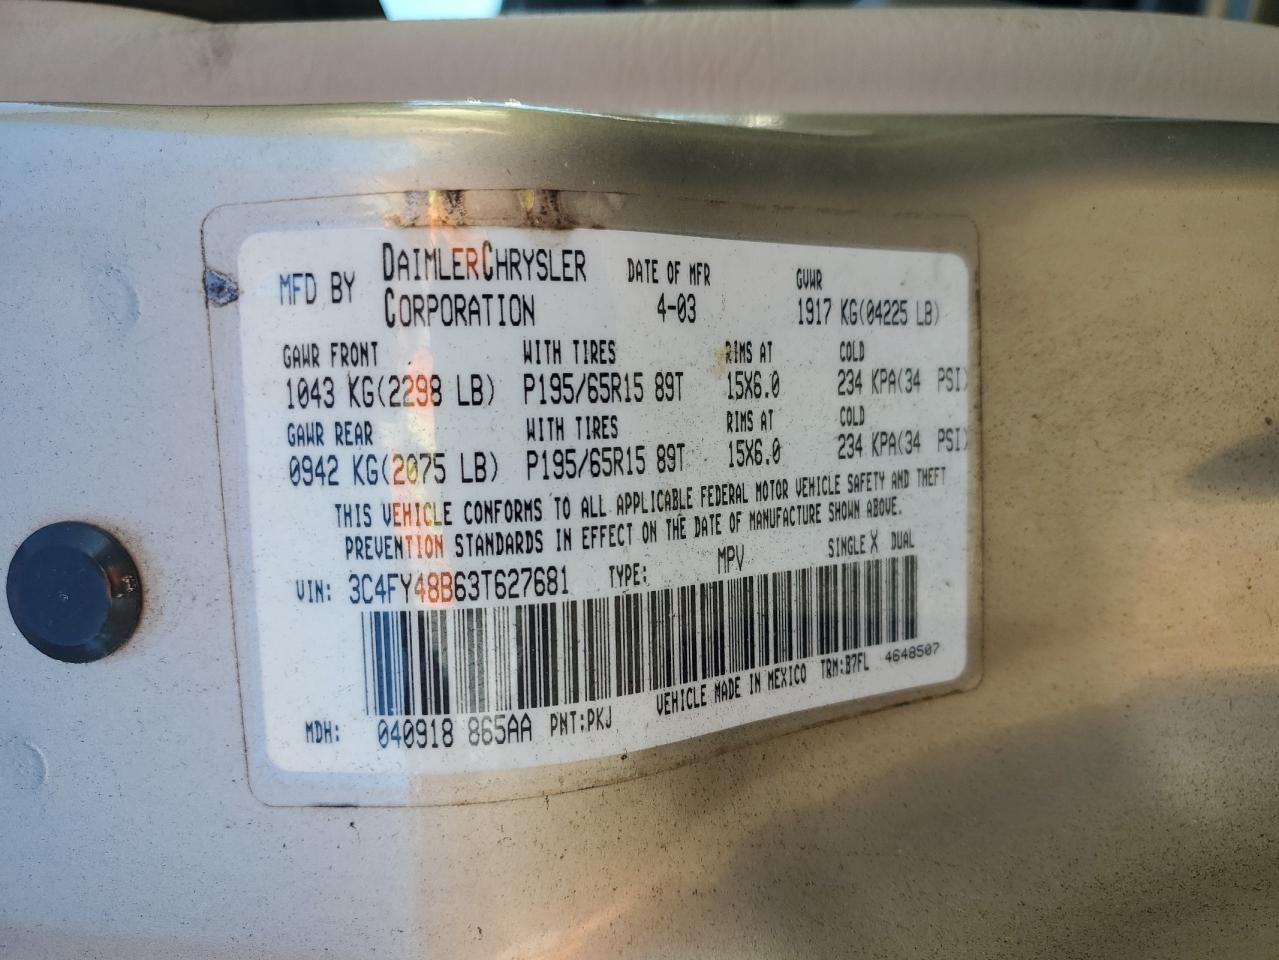 MFD BY DAIMLERCHRYSLER CORPORATION DATE OF MFR 4-03 GVWR 1917 KG(04225 LB)
GAWR FRONT WITH TIRES RIMS AT COLD
1043 KG(2298 LB) P195/65R15 89T 15X6.0 234 KPA(34 PSI)
GAWR REAR WITH TIRES RIMS AT COLD
0942 KG(2075 LB) P195/65R15 89T 15X6.0 234 KPA(34 PSI)
THIS VEHICLE CONFORMS TO ALL APPLICABLE FEDERAL MOTOR VEHICLE SAFETY AND THEFT
PREVENTION STANDARDS IN EFFECT ON THE DATE OF MANUFACTURE SHOWN ABOVE.
VIN: 3C4FY48B63T627681 TYPE: MPV SINGLE X DUAL
MDH: 040918 865AA PNT:PKJ VEHICLE MADE IN MEXICO TRM:B7FL 4648507